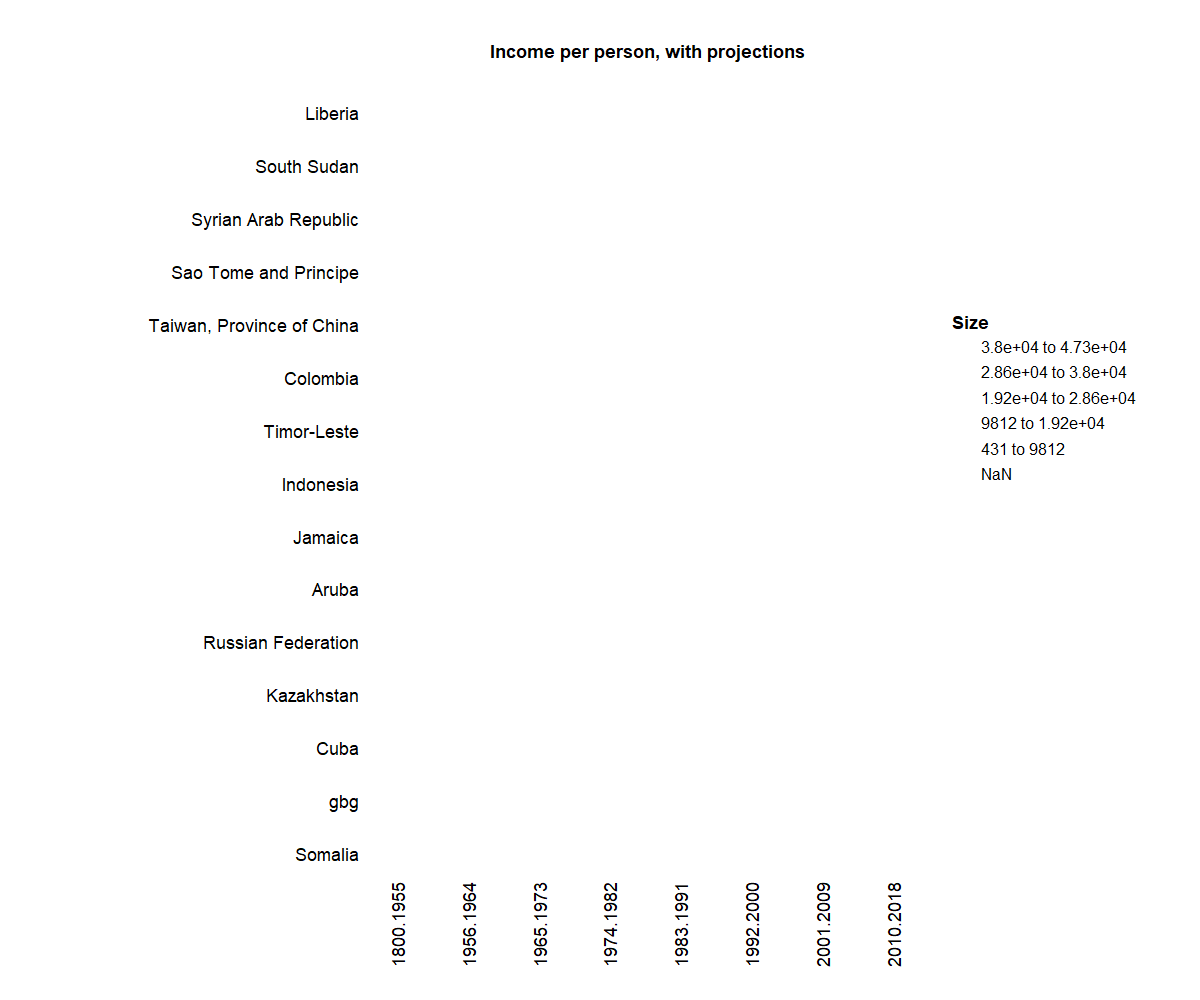 Income per person, with projections
Liberia
South Sudan
Syrian Arab Republic
Sao Tome and Principe
Taiwan, Province of China
Colombia
Timor-Leste
Indonesia
Jamaica
Aruba
Russian Federation
Kazakhstan
Cuba
gbg
Somalia
1800.1955
1956.1964
1965.1973
1974.1982
1983.1991
1992.2000
2001.2009
2010.2018
Size
3.8e+04 to 4.73e+04
2.86e+04 to 3.8e+04
1.92e+04 to 2.86e+04
9812 to 1.92e+04
431 to 9812
NaN